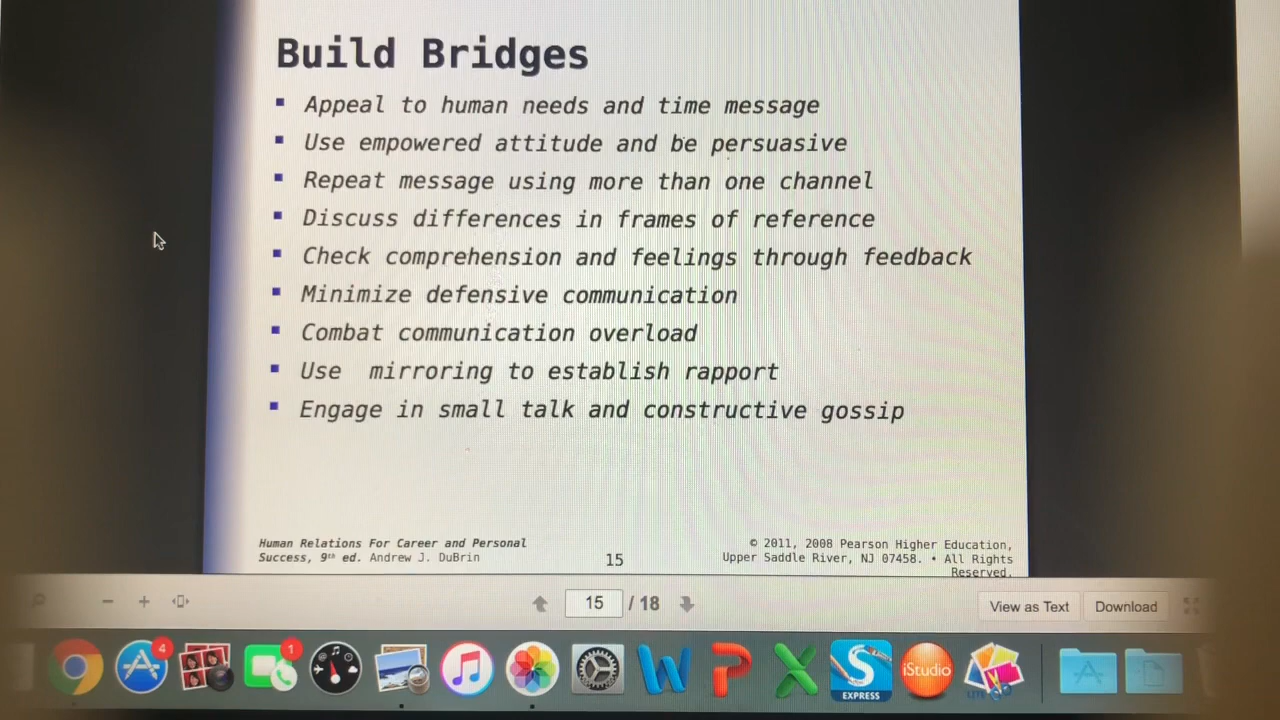 Build Bridges
Appeal to human needs and time message
Use empowered attitude and be persuasive
Repeat message using more than one channel
Discuss differences in frames of reference
Check comprehension and feelings through feedback
Minimize defensive communication
Combat communication overload
Use mirroring to establish rapport
Engage in small talk and constructive gossip
Human Relations For Career and Personal
Success, 9th ed. Andrew J. DuBrin
15
© 2011, 2008 Pearson Higher Education,
Upper Saddle River, NJ 07458. • All Rights
Reserved.
15 / 18
View as Text
Download
4
1
EXPRESS
iStudio